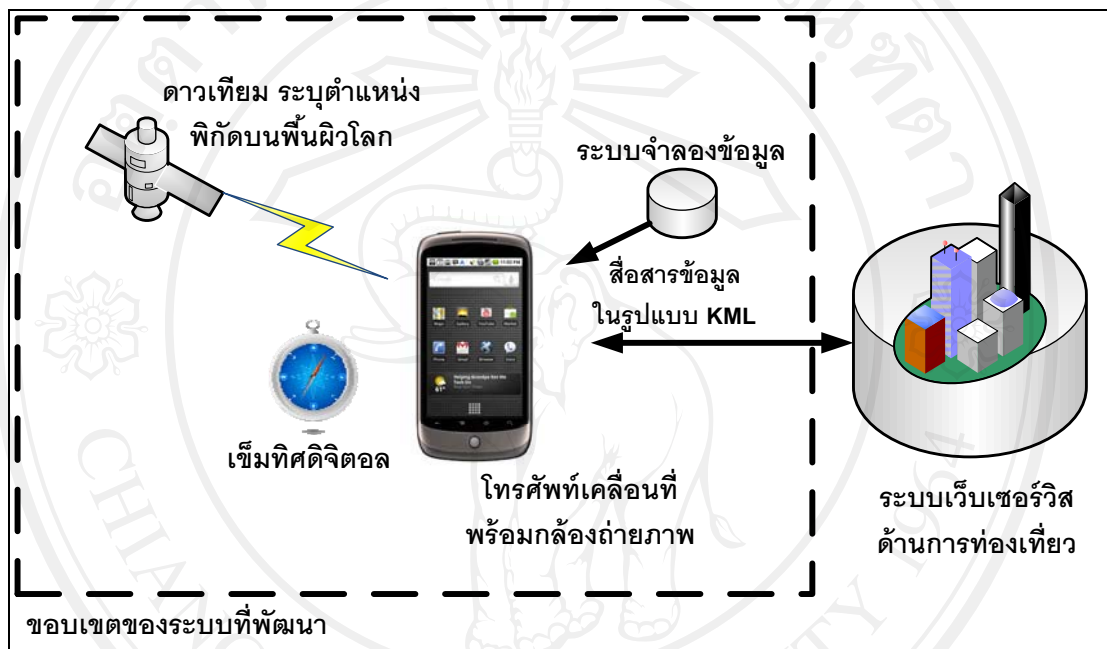 ดาวเทียม ระบุตำแหน่ง
พิกัดบนพื้นผิวโลก
ระบบจำลองข้อมูล
สื่อสารข้อมูล
ในรูปแบบ KML
เข็มทิศดิจิตอล
โทรศัพท์เคลื่อนที่
พร้อมกล้องถ่ายภาพ
ระบบเว็บเซอร์วิส
ด้านการท่องเที่ยว
ขอบเขตของระบบที่พัฒนา